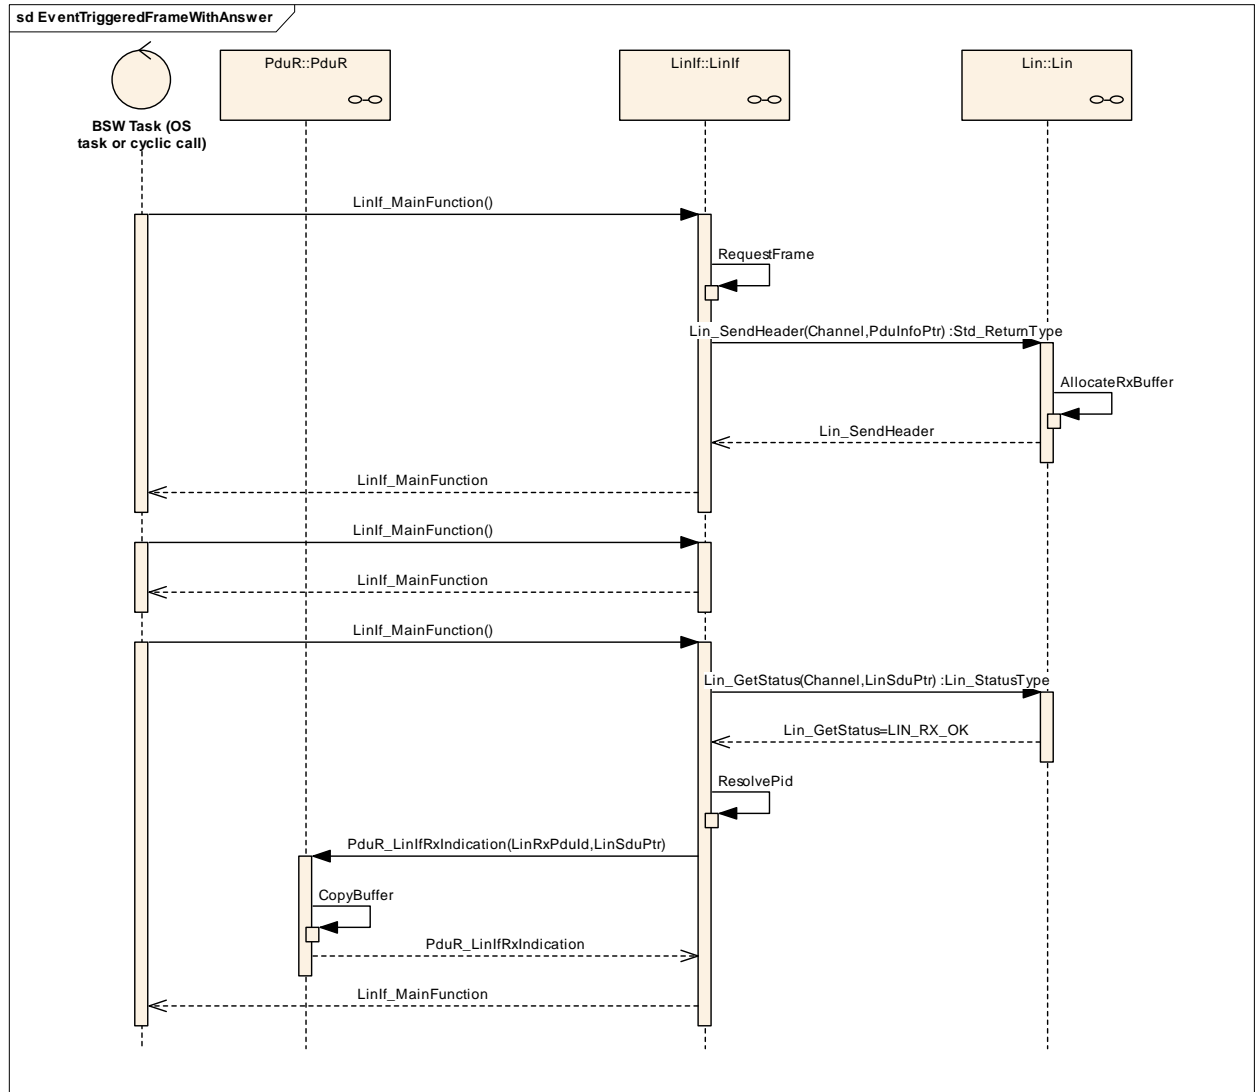 sd EventTriggeredFrameWithAnswer
PduR::PduR
LinIf::LinIf
Lin::Lin
BSW Task (OS
task or cyclic call)
LinIf_MainFunction()
RequestFrame
Lin_SendHeader(Channel,PduInfoPtr) :Std_ReturnType
AllocateRxBuffer
Lin_SendHeader
LinIf_MainFunction
LinIf_MainFunction()
LinIf_MainFunction
LinIf_MainFunction()
Lin_GetStatus(Channel,LinSduPtr) :Lin_StatusType
Lin_GetStatus=LIN_RX_OK
ResolvePid
PduR_LinIfRxIndication(LinRxPduId,LinSduPtr)
CopyBuffer
PduR_LinIfRxIndication
LinIf_MainFunction